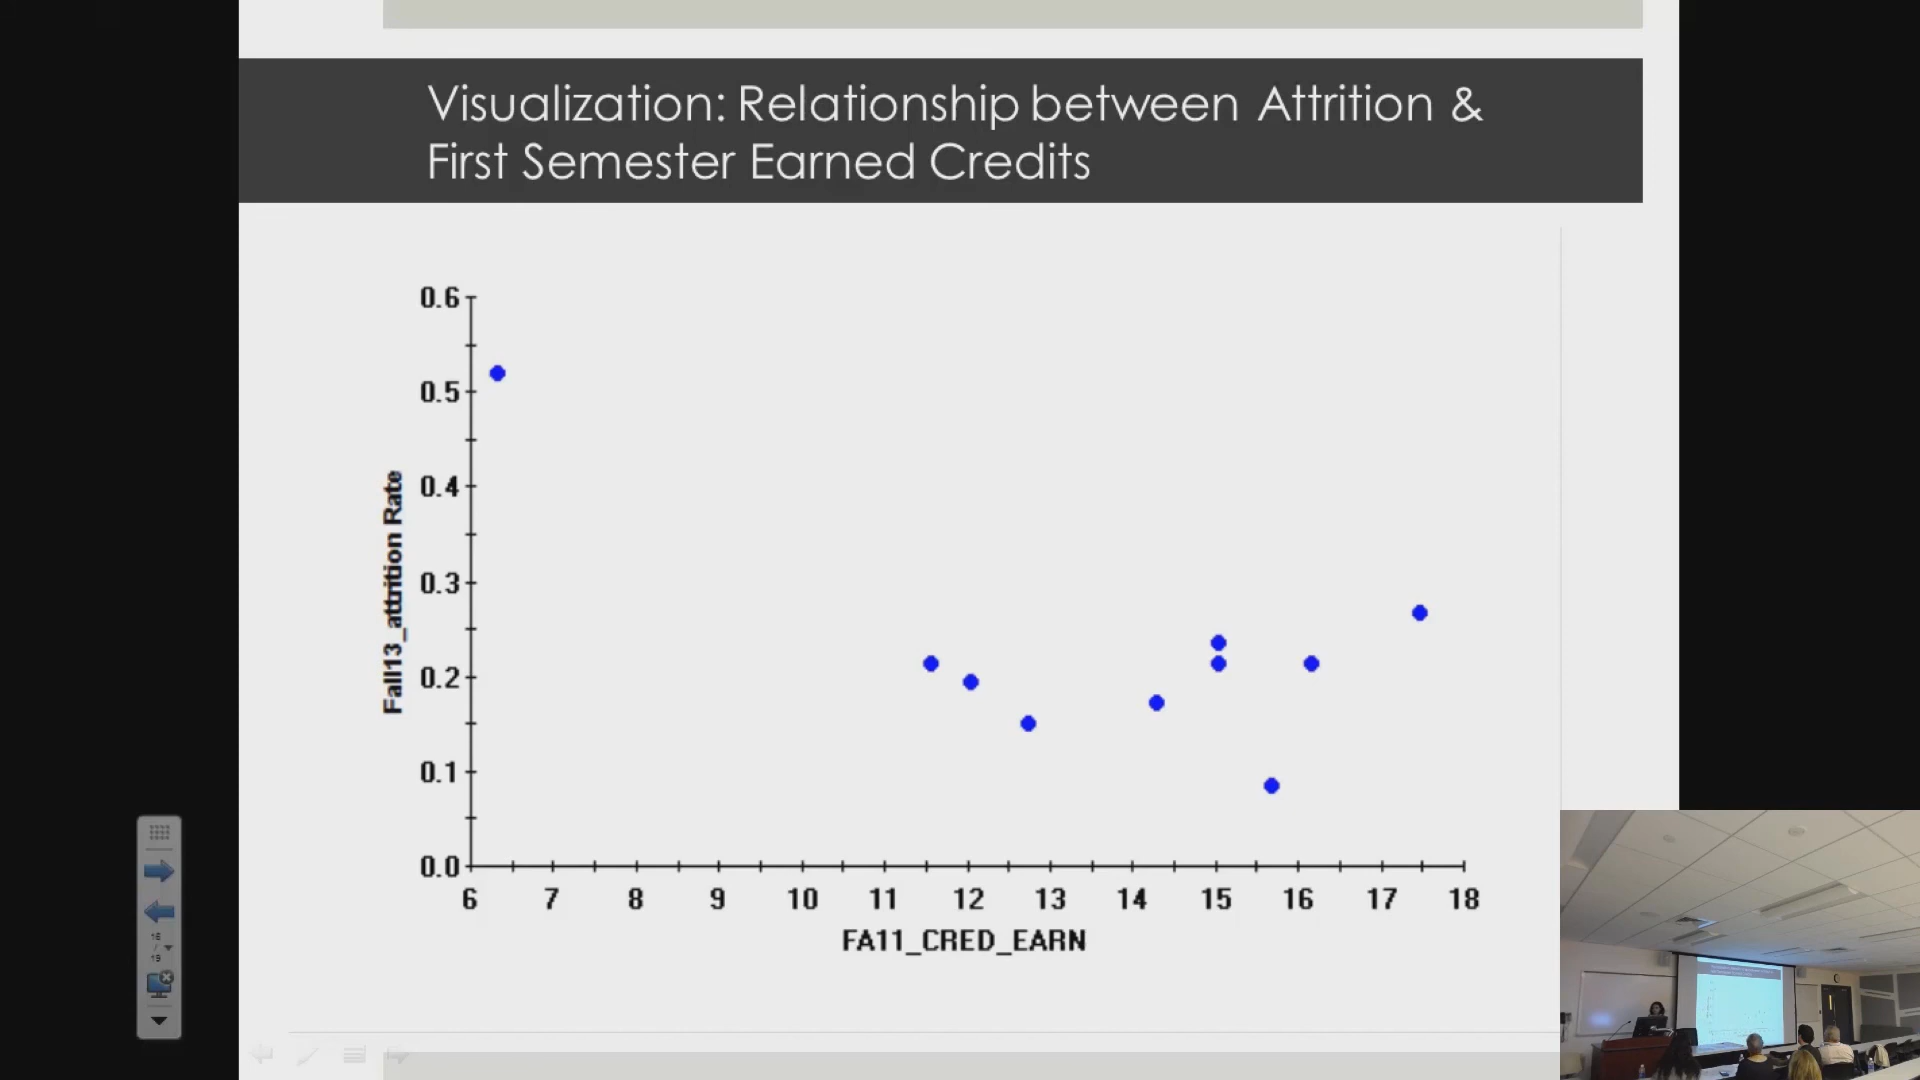 Visualization: Relationship between Attrition &
First Semester Earned Credits
0.6
0.5
0.4
0.3
0.2
0.1
0.0
Fall13_attrition Rate
6 7 8 9 10 11 12 13 14 15 16 17 18
FA11_CRED_EARN
16
/
19